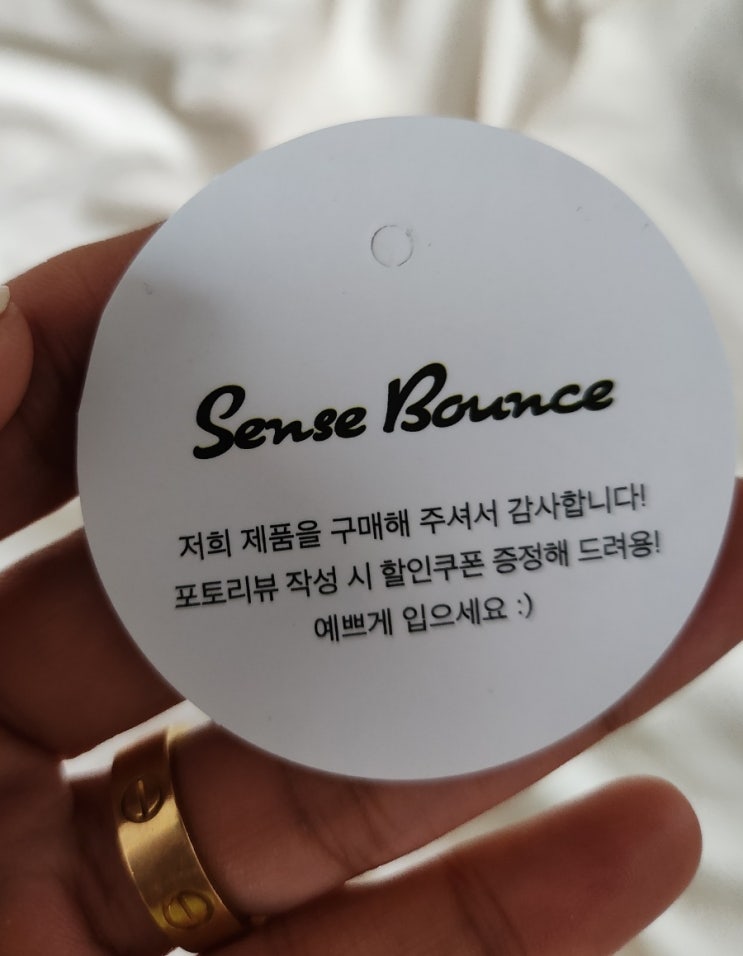 Sense Bounce
저희 제품을 구매해 주셔서 감사합니다!
포토리뷰 작성 시 할인쿠폰 증정해 드려용!
예쁘게 입으세요 :)